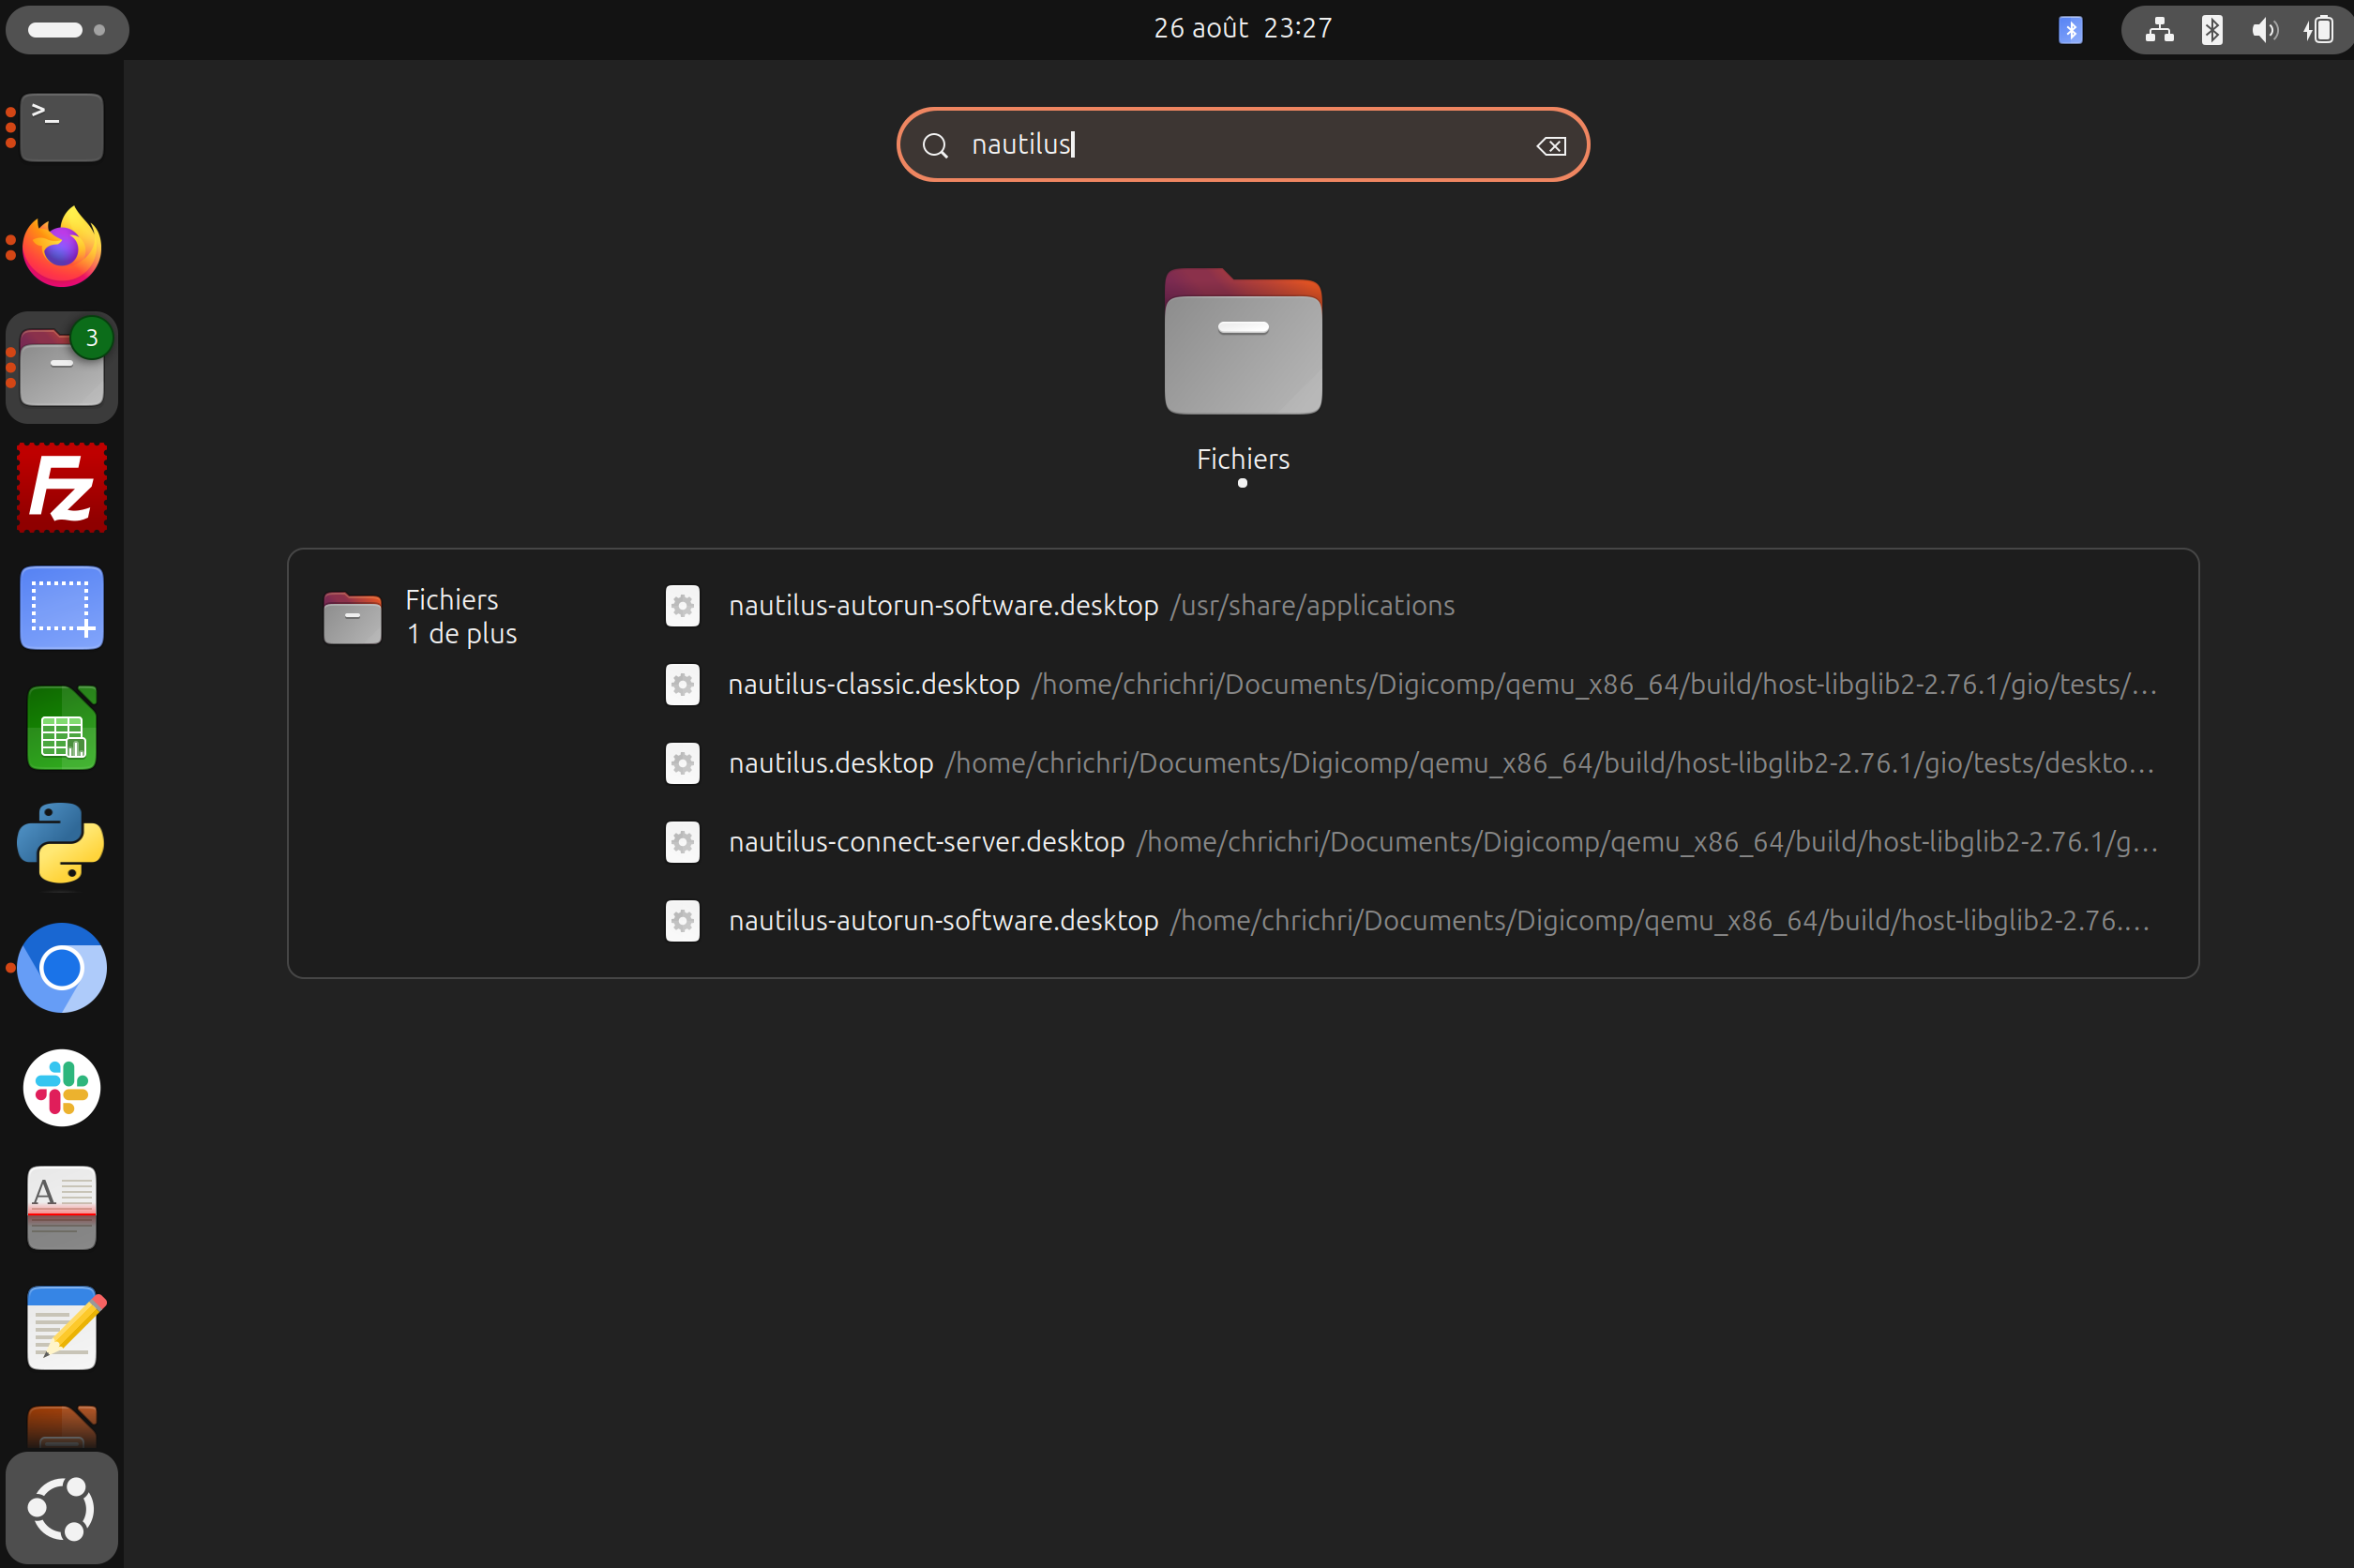 26 août 23:27
>_
nautilus
3
Fichiers
Fz
Fichiers
1 de plus
nautilus-autorun-software.desktop /usr/share/applications
nautilus-classic.desktop /home/chrichri/Documents/Digicomp/qemu_x86_64/build/host-libglib2-2.76.1/gio/tests/…
nautilus.desktop /home/chrichri/Documents/Digicomp/qemu_x86_64/build/host-libglib2-2.76.1/gio/tests/deskto…
nautilus-connect-server.desktop /home/chrichri/Documents/Digicomp/qemu_x86_64/build/host-libglib2-2.76.1/g…
nautilus-autorun-software.desktop /home/chrichri/Documents/Digicomp/qemu_x86_64/build/host-libglib2-2.76.…
A